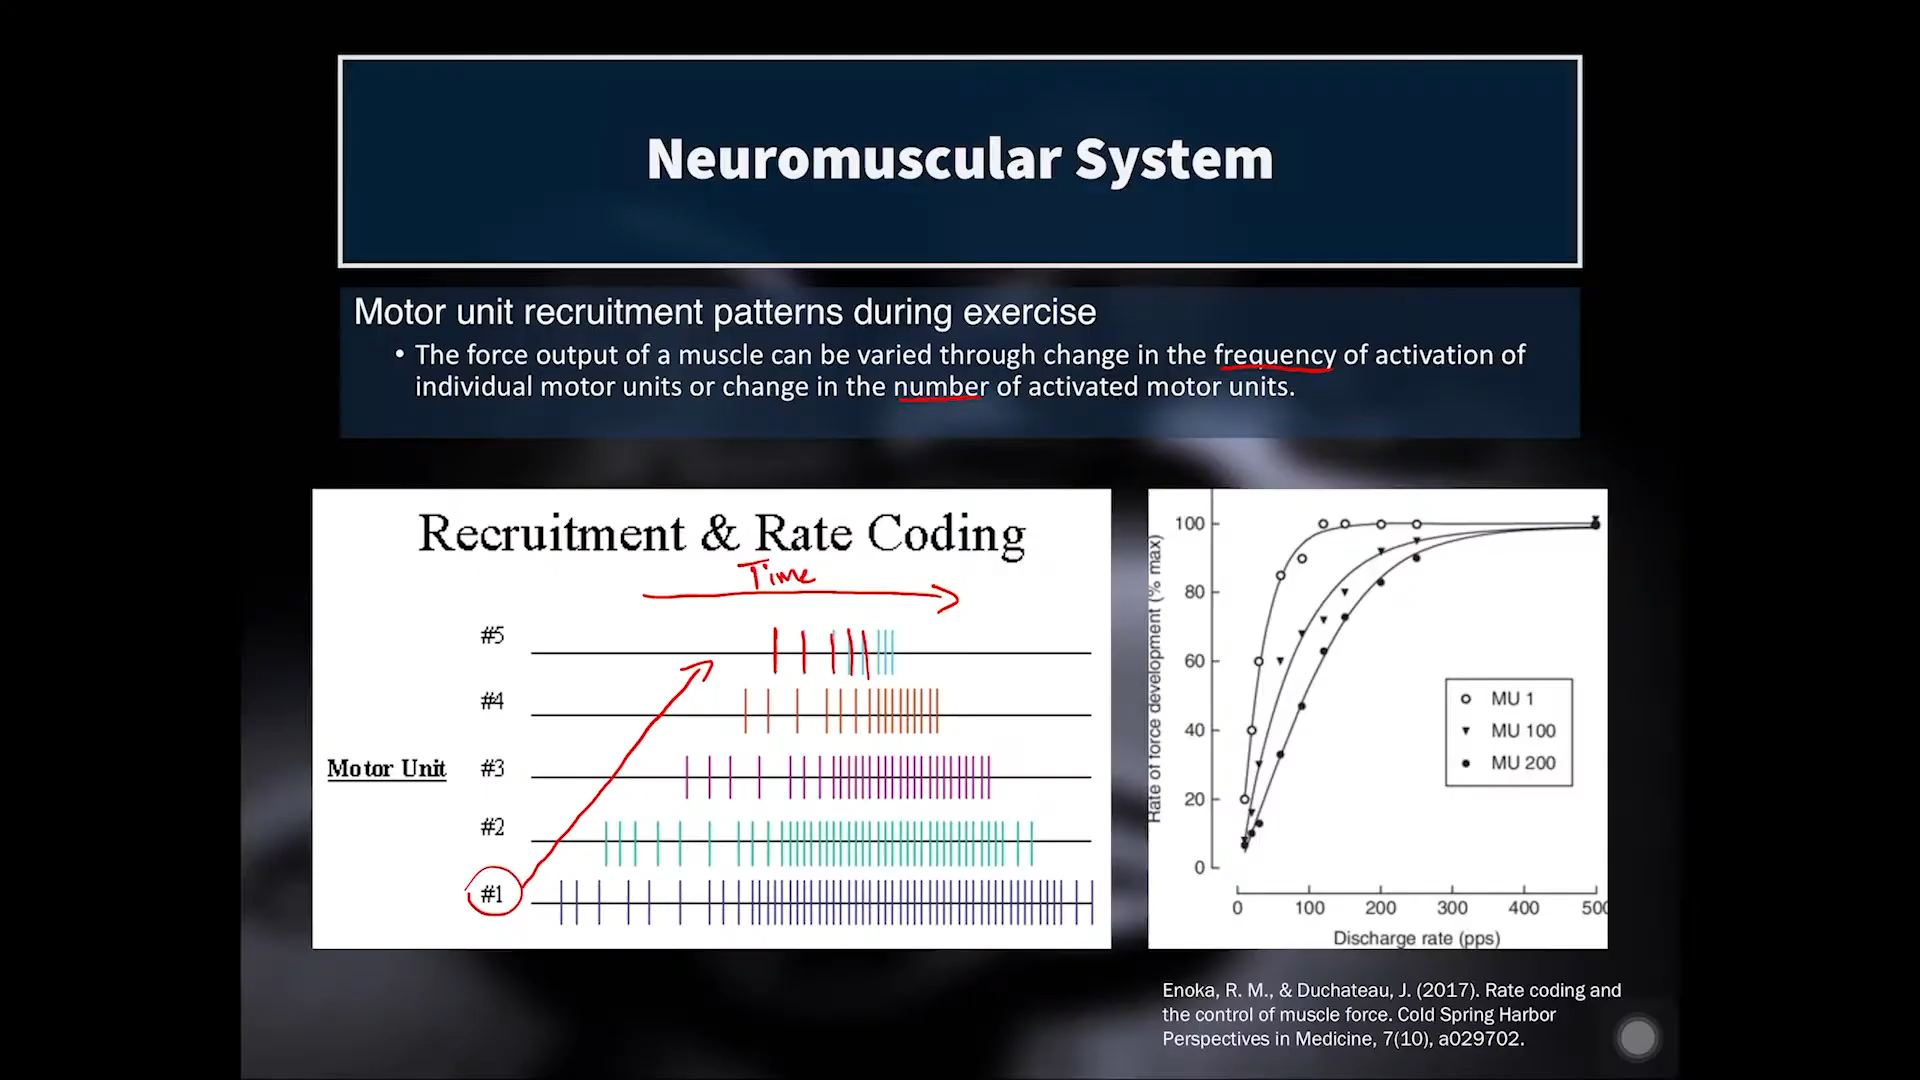 Neuromuscular System
Motor unit recruitment patterns during exercise
• The force output of a muscle can be varied through change in the frequency of activation of
individual motor units or change in the number of activated motor units.
Recruitment & Rate Coding
Time
#5
#4
Motor Unit #3
#2
#1
Rate of force development (% max)
100
80
60
40
20
0
MU 1
MU 100
MU 200
0 100 200 300 400 500
Discharge rate (pps)
Enoka, R. M., & Duchateau, J. (2017). Rate coding and
the control of muscle force. Cold Spring Harbor
Perspectives in Medicine, 7(10), a029702.